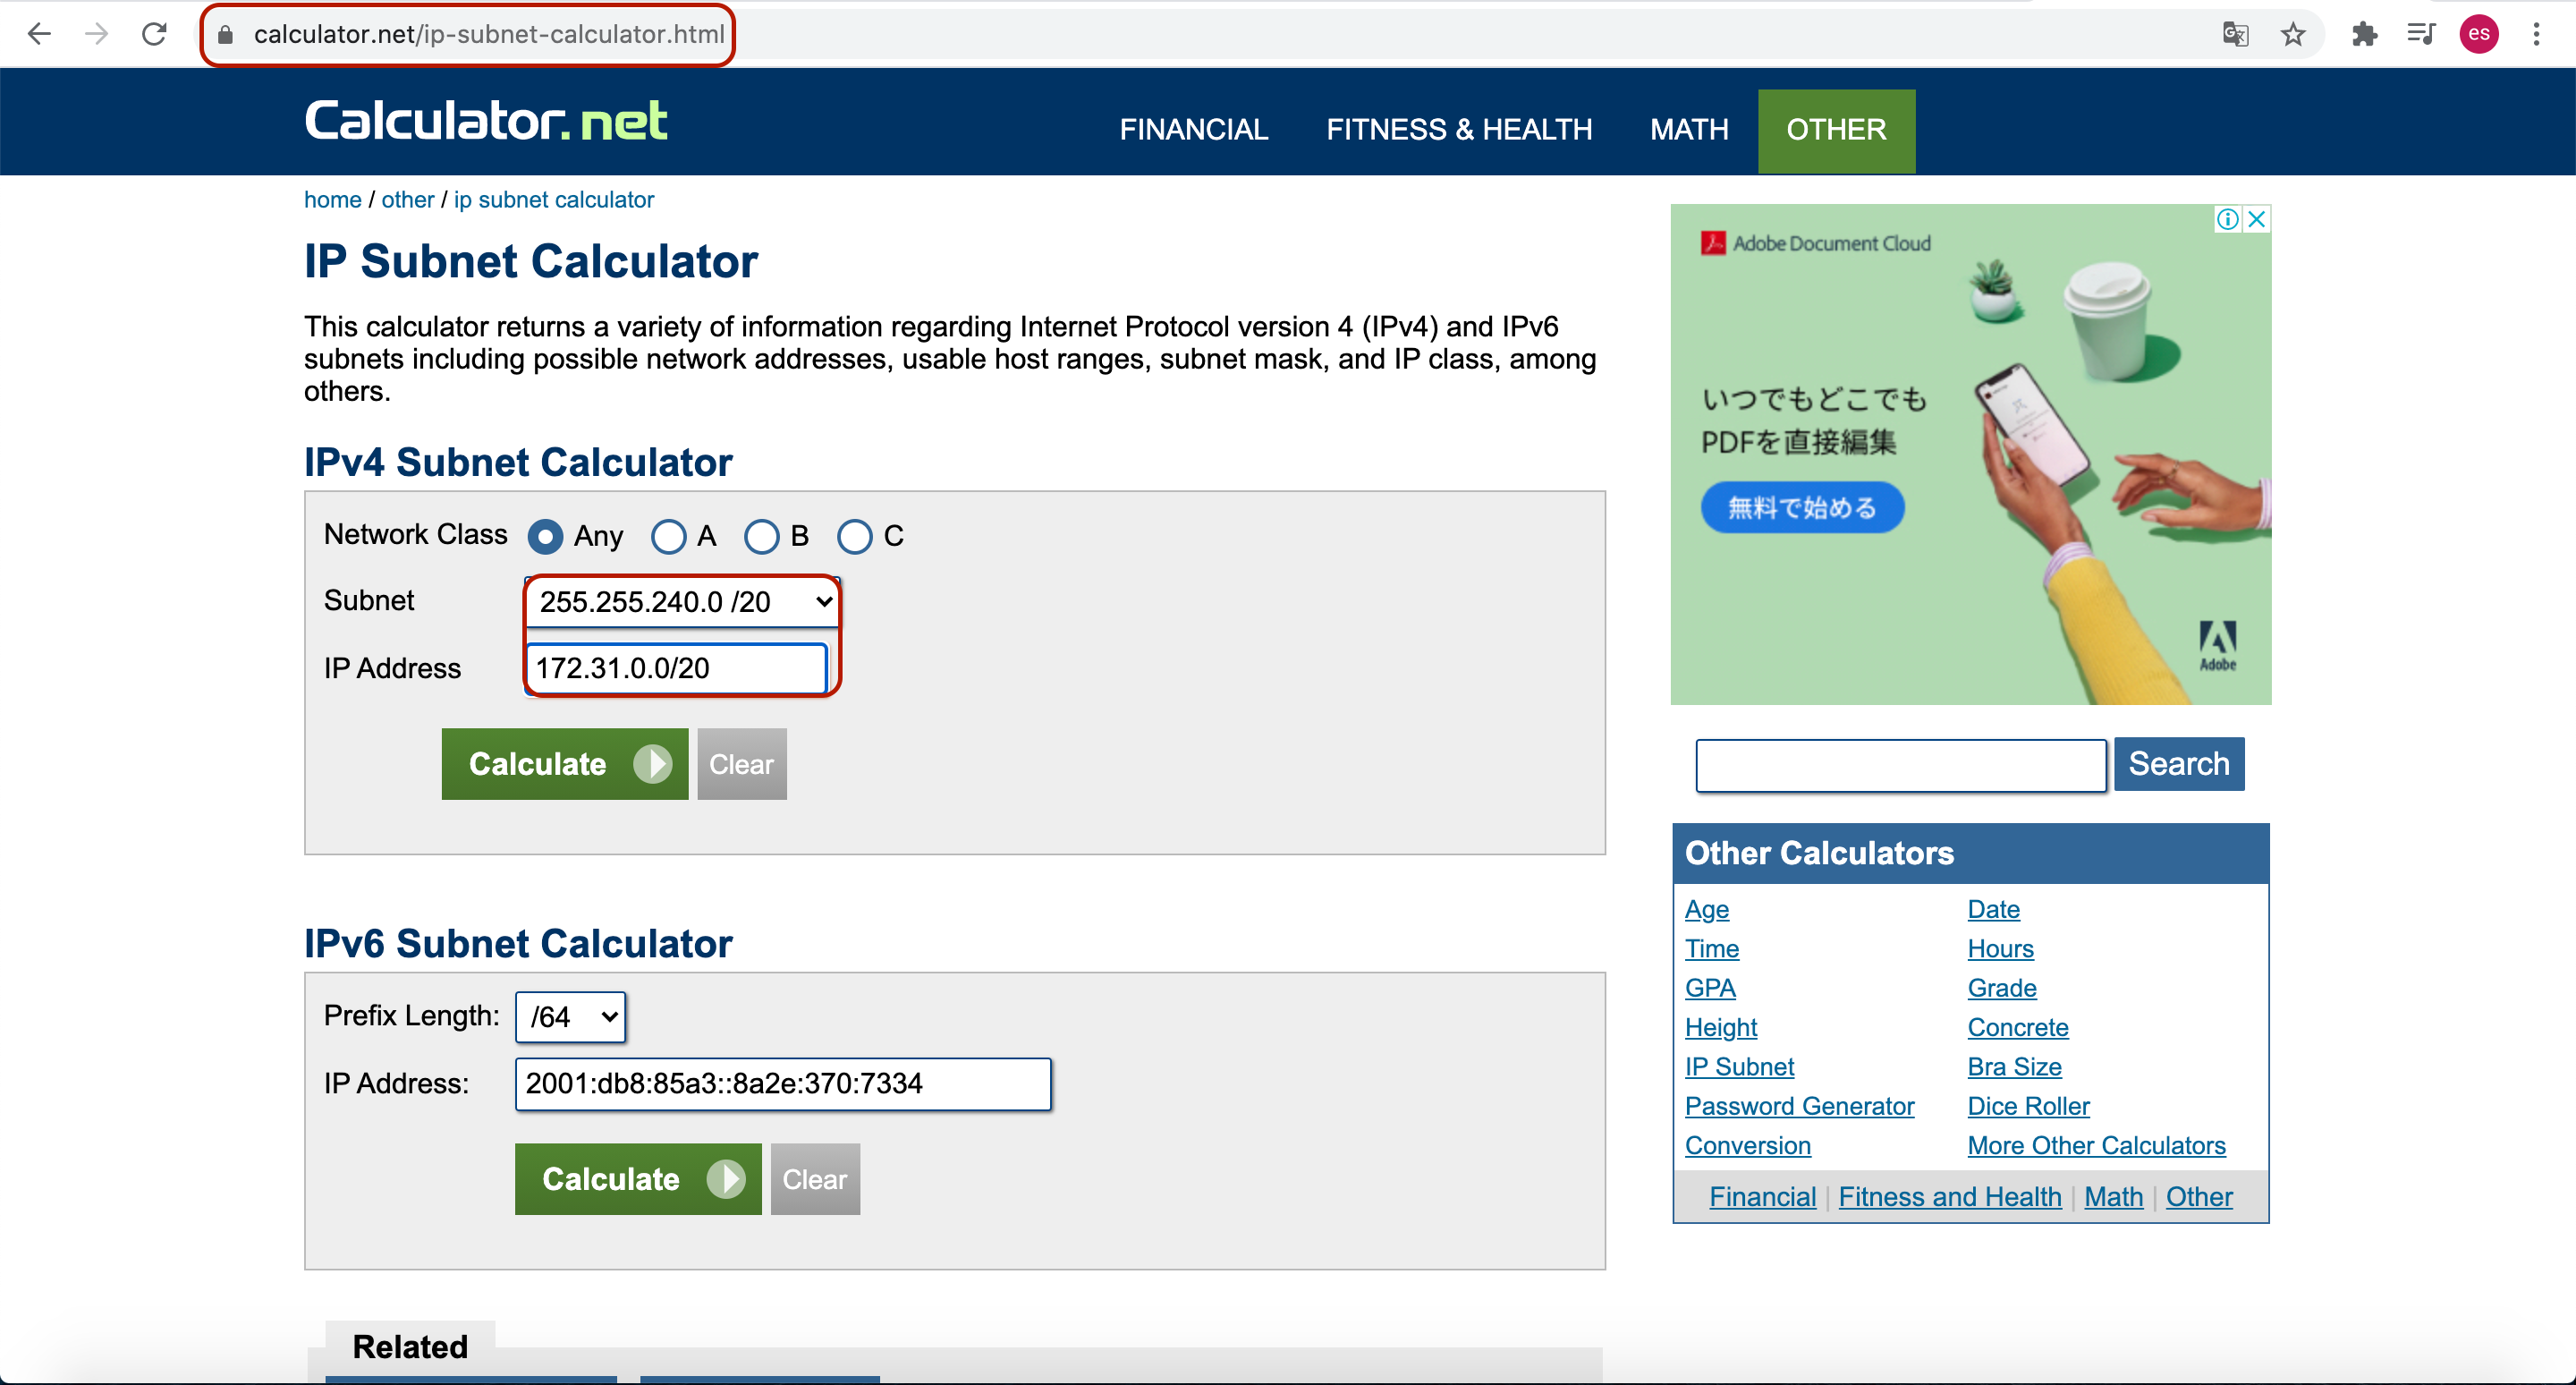 calculator.net/ip-subnet-calculator.html
es
Calculator.net
FINANCIAL
FITNESS & HEALTH
MATH
OTHER
home / other / ip subnet calculator
IP Subnet Calculator
This calculator returns a variety of information regarding Internet Protocol version 4 (IPv4) and IPv6
subnets including possible network addresses, usable host ranges, subnet mask, and IP class, among
others.
IPv4 Subnet Calculator
Network Class Any A B C
Subnet 255.255.240.0 /20
IP Address 172.31.0.0/20
Calculate Clear
IPv6 Subnet Calculator
Prefix Length: /64
IP Address: 2001:db8:85a3::8a2e:370:7334
Calculate Clear
Related
Adobe Document Cloud
いつでもどこでも
PDFを直接編集
無料で始める
Adobe
Search
Other Calculators
Age Date
Time Hours
GPA Grade
Height Concrete
IP Subnet Bra Size
Password Generator Dice Roller
Conversion More Other Calculators
Financial | Fitness and Health | Math | Other